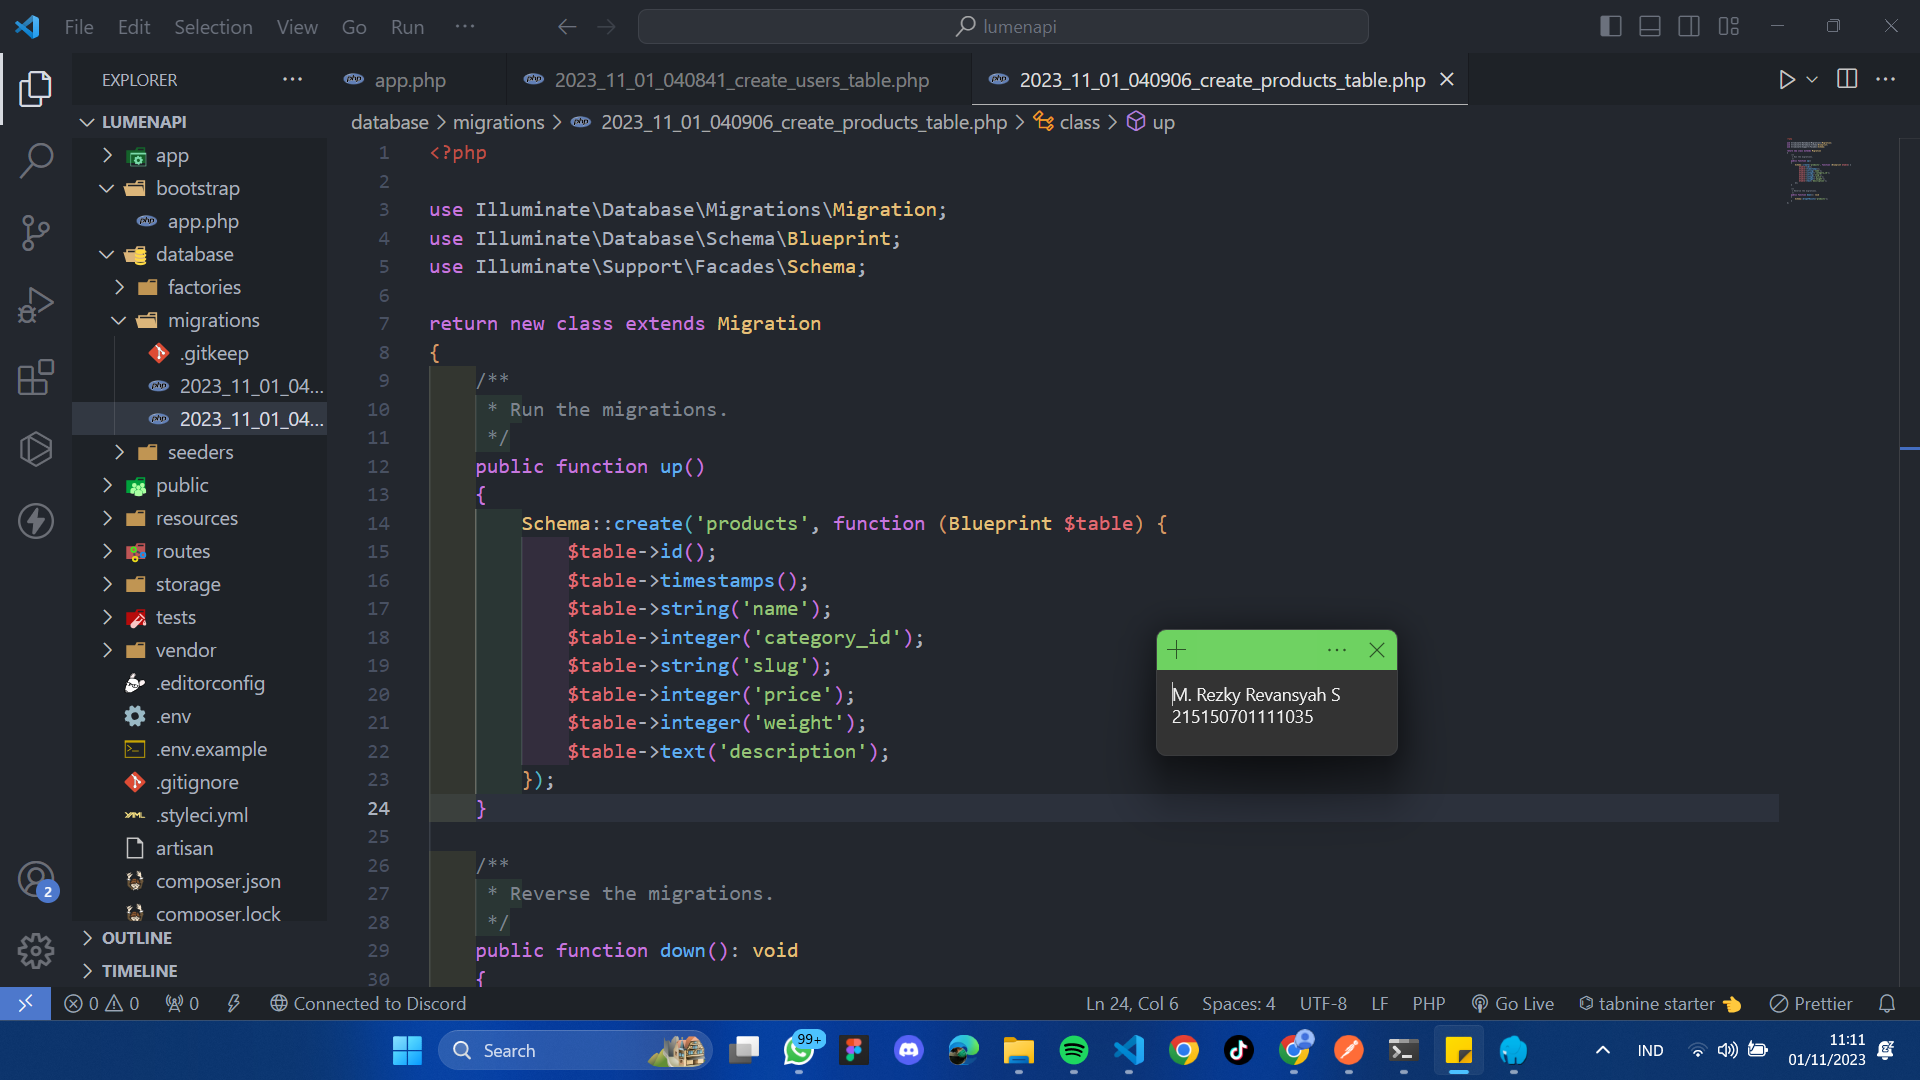 File Edit Selection View Go Run ··· lumenapi
EXPLORER ···
LUMENAPI
app
bootstrap
app.php
database
factories
migrations
.gitkeep
2023_11_01_04...
2023_11_01_04...
seeders
public
resources
routes
storage
tests
vendor
.editorconfig
.env
.env.example
.gitignore
.styleci.yml
artisan
composer.json
composer.lock
OUTLINE
TIMELINE
app.php 2023_11_01_040841_create_users_table.php 2023_11_01_040906_create_products_table.php
database > migrations > 2023_11_01_040906_create_products_table.php > class > up
1 <?php
2
3 use Illuminate\Database\Migrations\Migration;
4 use Illuminate\Database\Schema\Blueprint;
5 use Illuminate\Support\Facades\Schema;
6
7 return new class extends Migration
8 {
9 /**
10 * Run the migrations.
11 */
12 public function up()
13 {
14 Schema::create('products', function (Blueprint $table) {
15 $table->id();
16 $table->timestamps();
17 $table->string('name');
18 $table->integer('category_id');
19 $table->string('slug');
20 $table->integer('price');
21 $table->integer('weight');
22 $table->text('description');
23 });
24 }
25
26 /**
27 * Reverse the migrations.
28 */
29 public function down(): void
30 {
M. Rezky Revansyah S
215150701111035
2
0 0 0 Connected to Discord Ln 24, Col 6 Spaces: 4 UTF-8 LF PHP Go Live tabnine starter Prettier
Search 99+ IND 11:11
01/11/2023